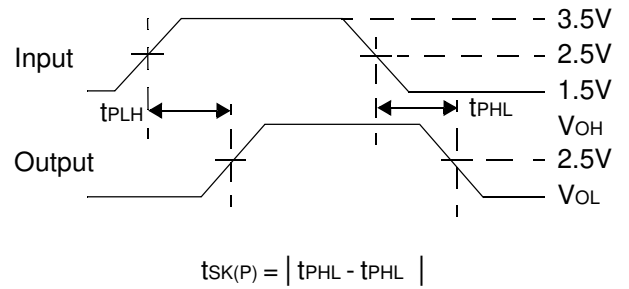 3.5V
Input
2.5V
1.5V
tPLH
tPHL
VOH
Output
2.5V
VOL
tSK(P) = | tPHL - tPHL |